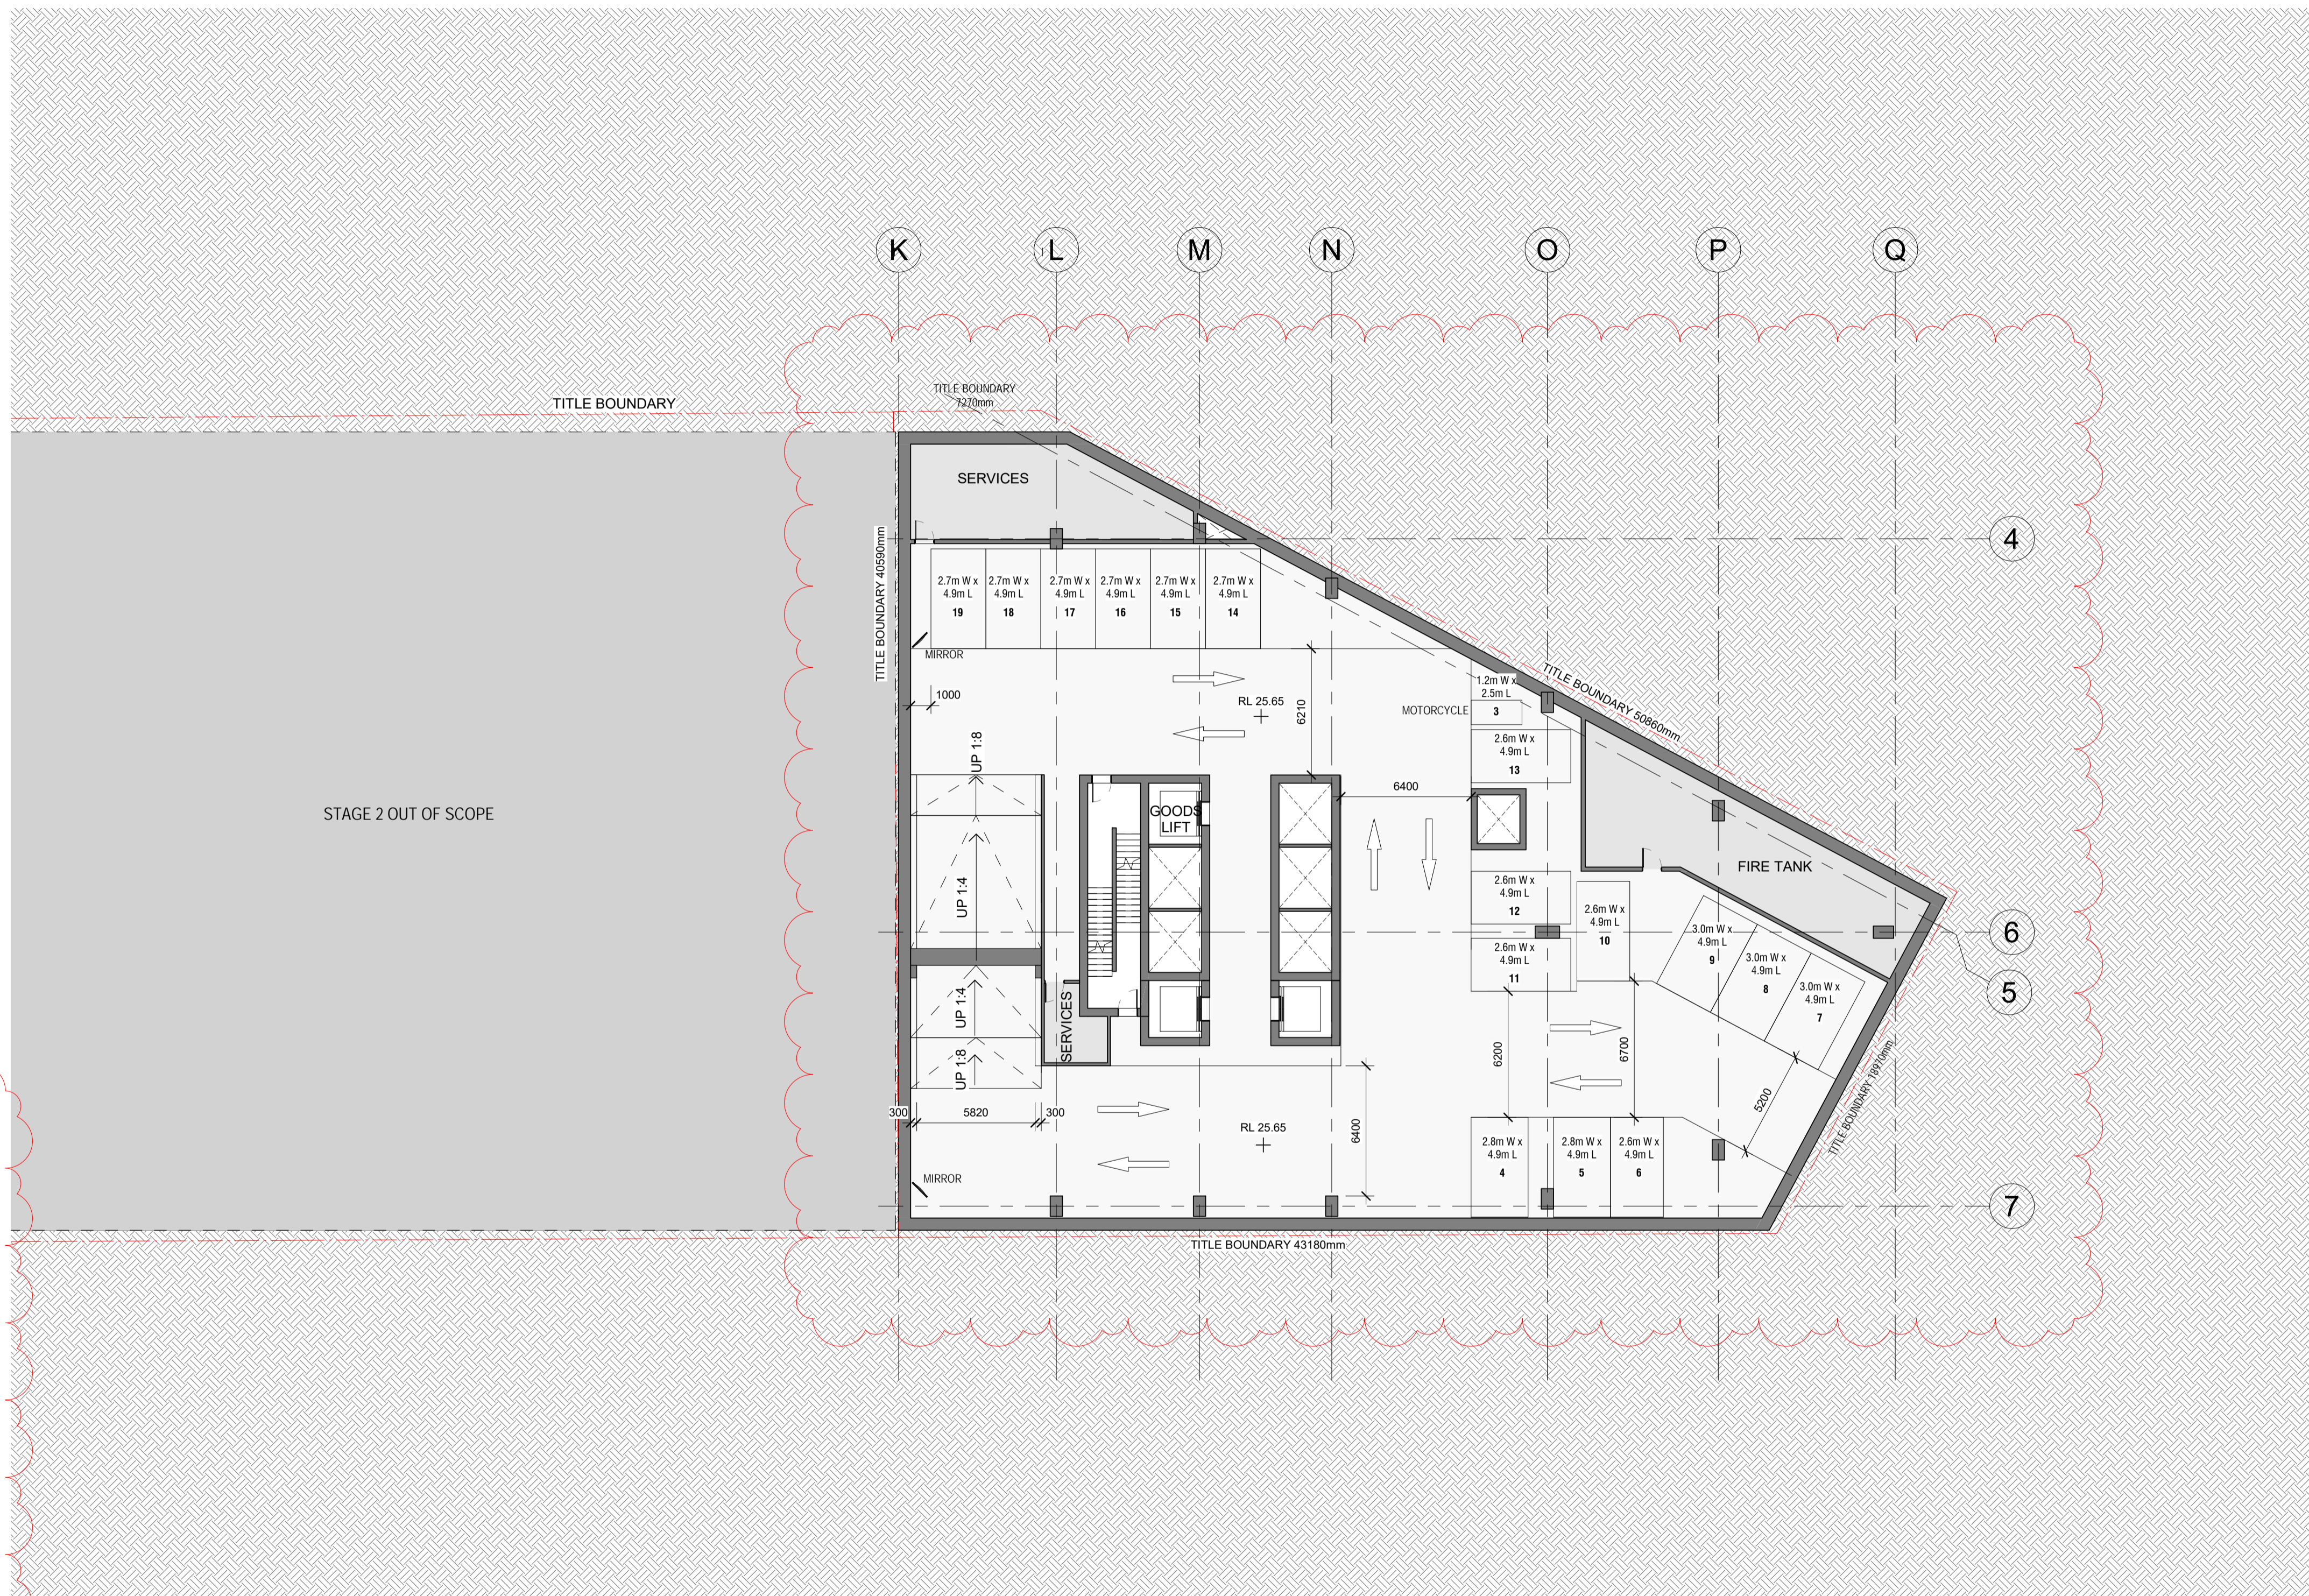 K
L
M
N
O
P
Q
TITLE BOUNDARY
7270mm
TITLE BOUNDARY
SERVICES
TITLE BOUNDARY 40590mm
4
2.7m W x
4.9m L
19
2.7m W x
4.9m L
18
2.7m W x
4.9m L
17
2.7m W x
4.9m L
16
2.7m W x
4.9m L
15
2.7m W x
4.9m L
14
MIRROR
1000
RL 25.65
6210
TITLE BOUNDARY 50860mm
1.2m W x
2.5m L
3
MOTORCYCLE
2.6m W x
4.9m L
13
UP 1:8
UP 1:4
GOODS
LIFT
6400
STAGE 2 OUT OF SCOPE
FIRE TANK
2.6m W x
4.9m L
12
2.6m W x
4.9m L
11
2.6m W x
4.9m L
10
3.0m W x
4.9m L
9
3.0m W x
4.9m L
8
3.0m W x
4.9m L
7
6
5
UP 1:4
UP 1:8
SERVICES
6200
6700
5200
TITLE BOUNDARY 18970mm
300
5820
300
RL 25.65
6400
2.8m W x
4.9m L
4
2.8m W x
4.9m L
5
2.6m W x
4.9m L
6
MIRROR
7
TITLE BOUNDARY 43180mm